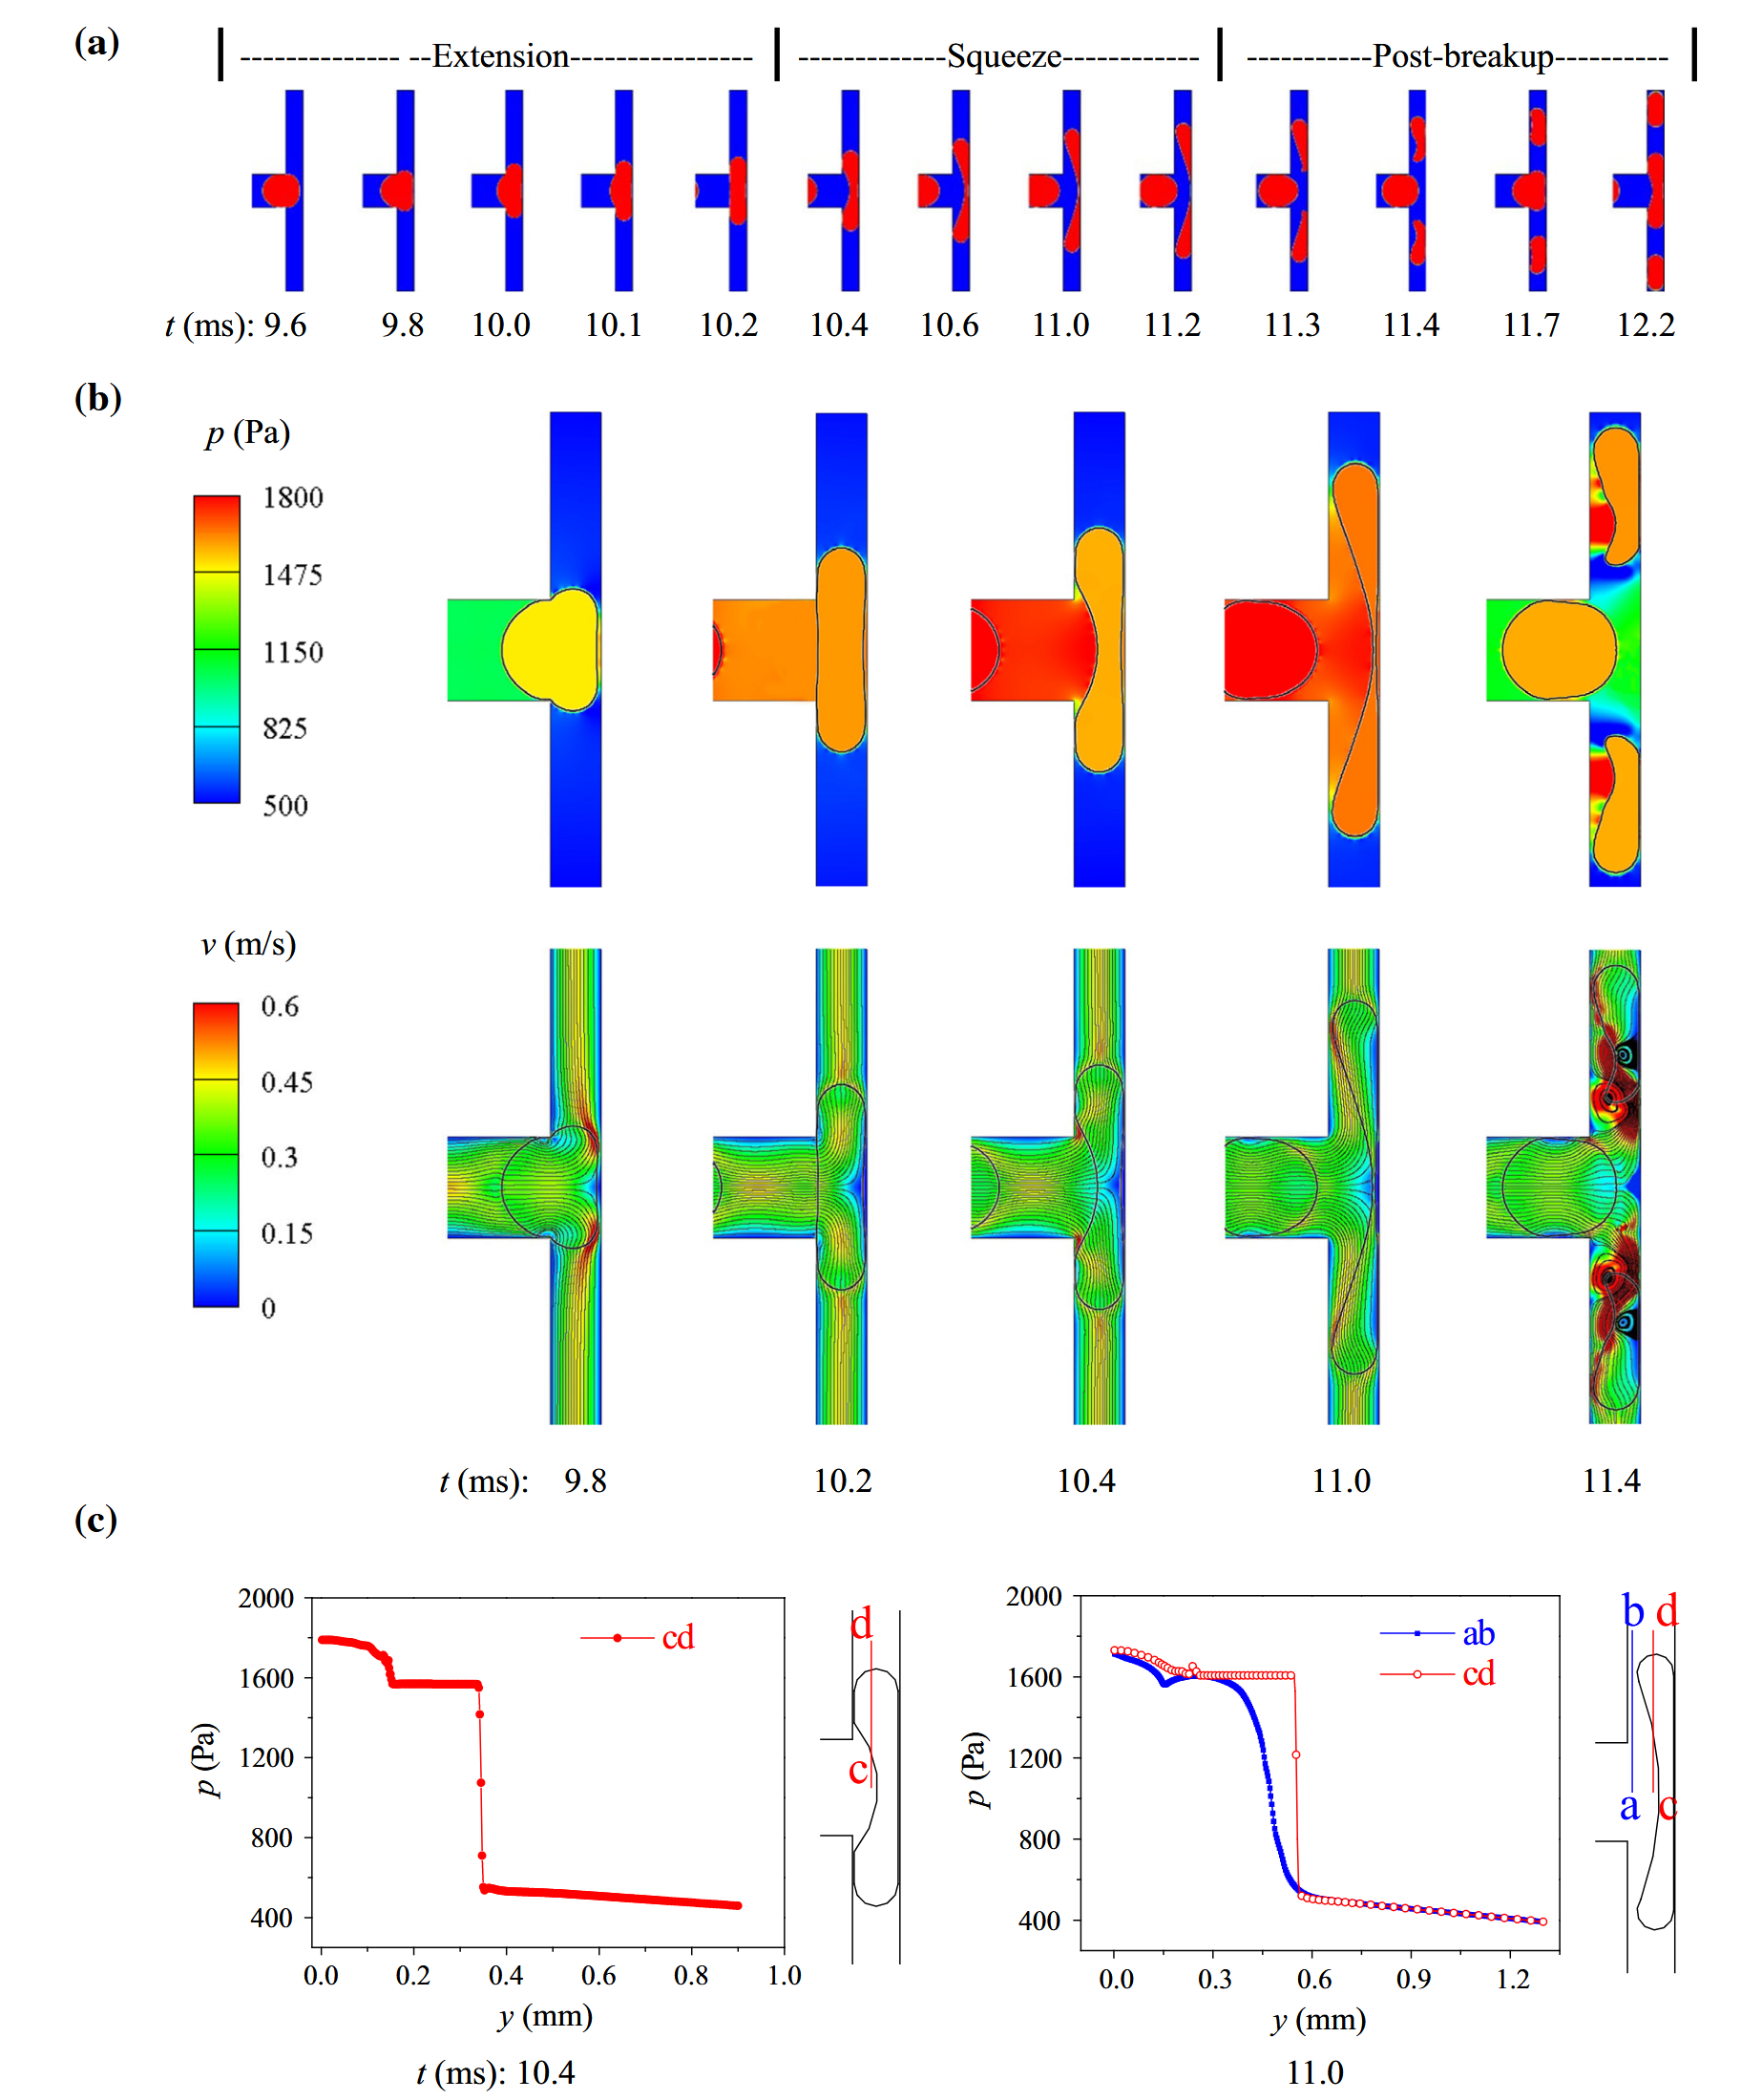 (a)
---------------Extension----------------
-------------Squeeze------------
-----------Post-breakup----------
t (ms): 9.6 9.8 10.0 10.1 10.2 10.4 10.6 11.0 11.2 11.3 11.4 11.7 12.2
(b)
p (Pa)
1800
1475
1150
825
500
v (m/s)
0.6
0.45
0.3
0.15
0
t (ms): 9.8 10.2 10.4 11.0 11.4
(c)
2000
1600
1200
800
400
p (Pa)
cd
0.0 0.2 0.4 0.6 0.8 1.0
y (mm)
d
c
t (ms): 10.4
2000
1600
1200
800
400
p (Pa)
ab
cd
0.0 0.3 0.6 0.9 1.2
y (mm)
b d
a c
11.0